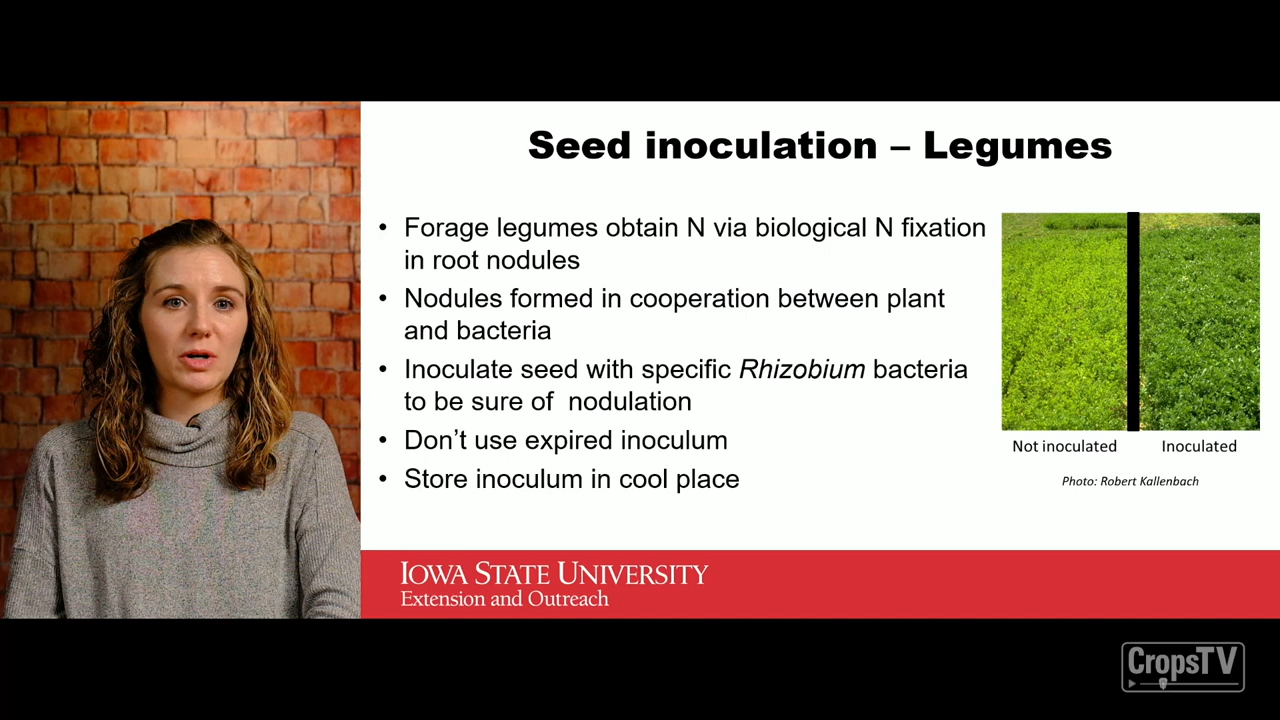 Seed inoculation – Legumes
• Forage legumes obtain N via biological N fixation
in root nodules
• Nodules formed in cooperation between plant
and bacteria
• Inoculate seed with specific Rhizobium bacteria
to be sure of  nodulation
• Don’t use expired inoculum
• Store inoculum in cool place
Not inoculated
Inoculated
Photo: Robert Kallenbach
IOWA STATE UNIVERSITY
Extension and Outreach
CropsTV